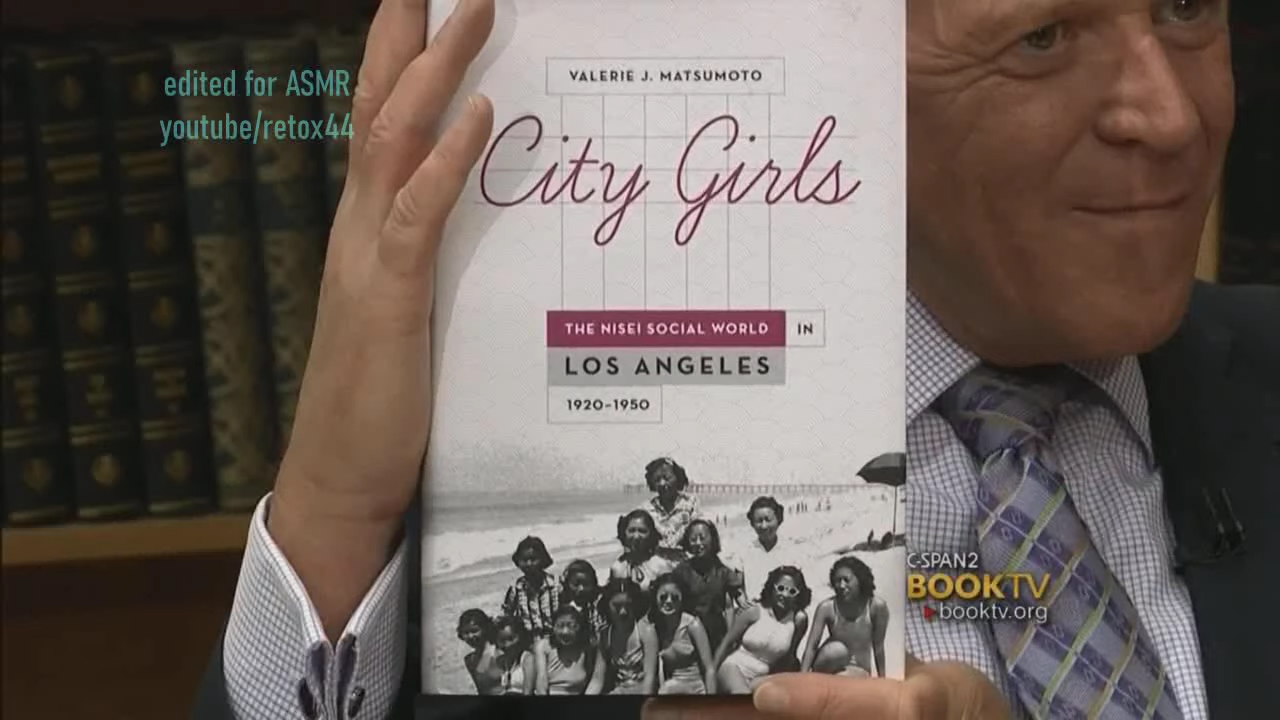 edited for ASMR
youtube/retox44
VALERIE J. MATSUMOTO
City Girls
THE NISEI SOCIAL WORLD IN
LOS ANGELES
1920–1950
C-SPAN2
BOOKTV
booktv.org